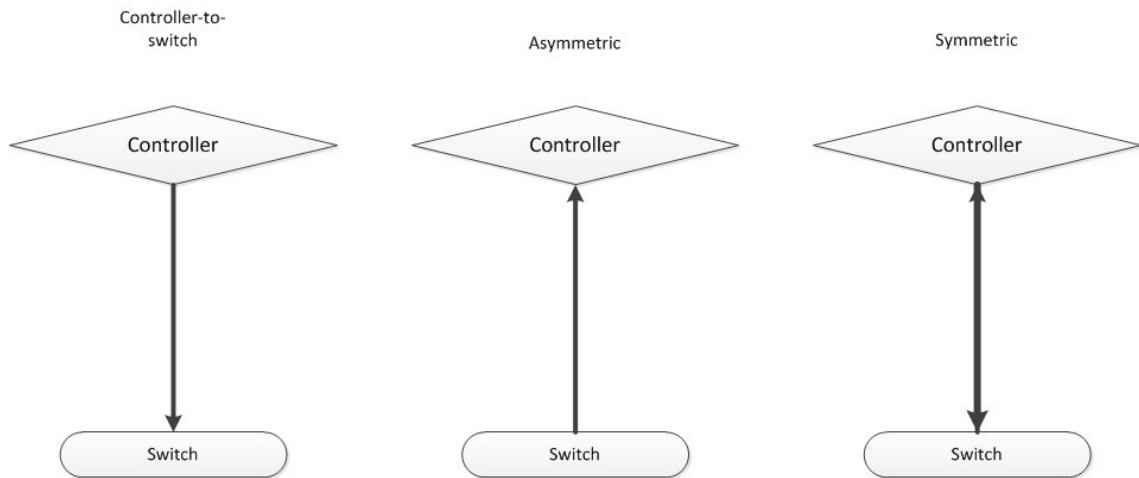 Controller-to-
switch
Asymmetric
Symmetric
Controller
Controller
Controller
Switch
Switch
Switch